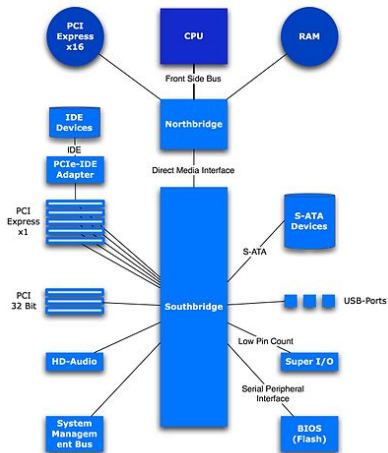 PCI
Express
x16
CPU
RAM
Front Side Bus
Northbridge
IDE
Devices
IDE
PCIe-IDE
Adapter
Direct Media Interface
PCI
Express
x1
S-ATA
Devices
S-ATA
PCI
32 Bit
Southbridge
USB-Ports
Low Pin Count
HD-Audio
Super I/O
Serial Peripheral
Interface
System
Managem
ent Bus
BIOS
(Flash)